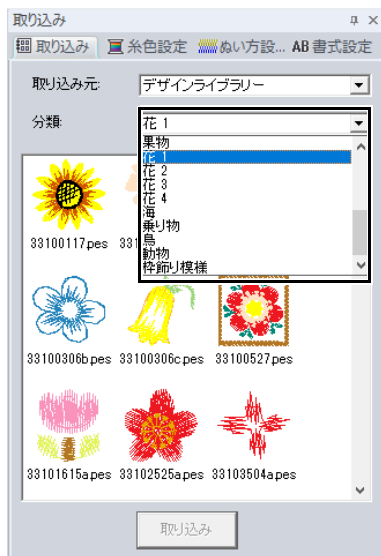 取り込み
取り込み 糸色設定 ぬい方設... AB 書式設定
取り込み元: デザインライブラリー
分類: 花 1
果物
花 1
花 2
花 3
花 4
海
乗り物
鳥
動物
枠飾り模様
33100117.pes 331
33100306b.pes 33100306c.pes 33100527.pes
33101615a.pes 33102525a.pes 33103504a.pes
取り込み